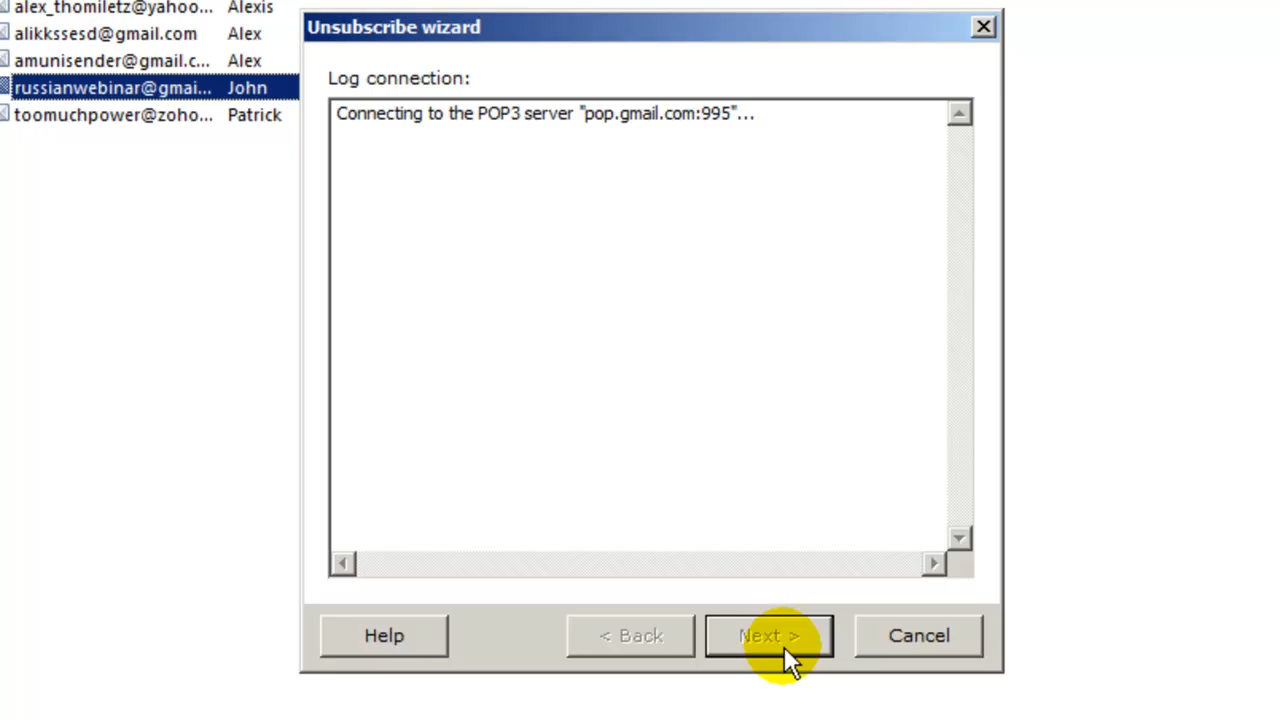 alex_thomiletz@yahoo... Alexis
alikkssesd@gmail.com Alex
amunisender@gmail.c... Alex
russianwebinar@gmai... John
toomuchpower@zoho... Patrick
Unsubscribe wizard
Log connection:
Connecting to the POP3 server "pop.gmail.com:995"...
Help
< Back
Next >
Cancel